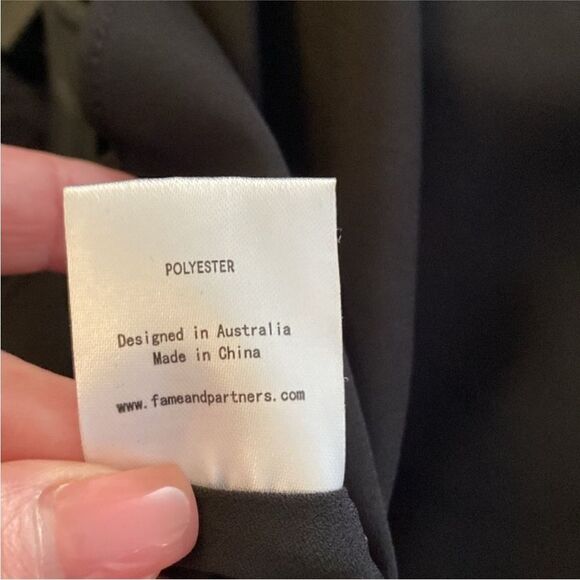 POLYESTER
Designed in Australia
Made in China
www.fameandpartners.com